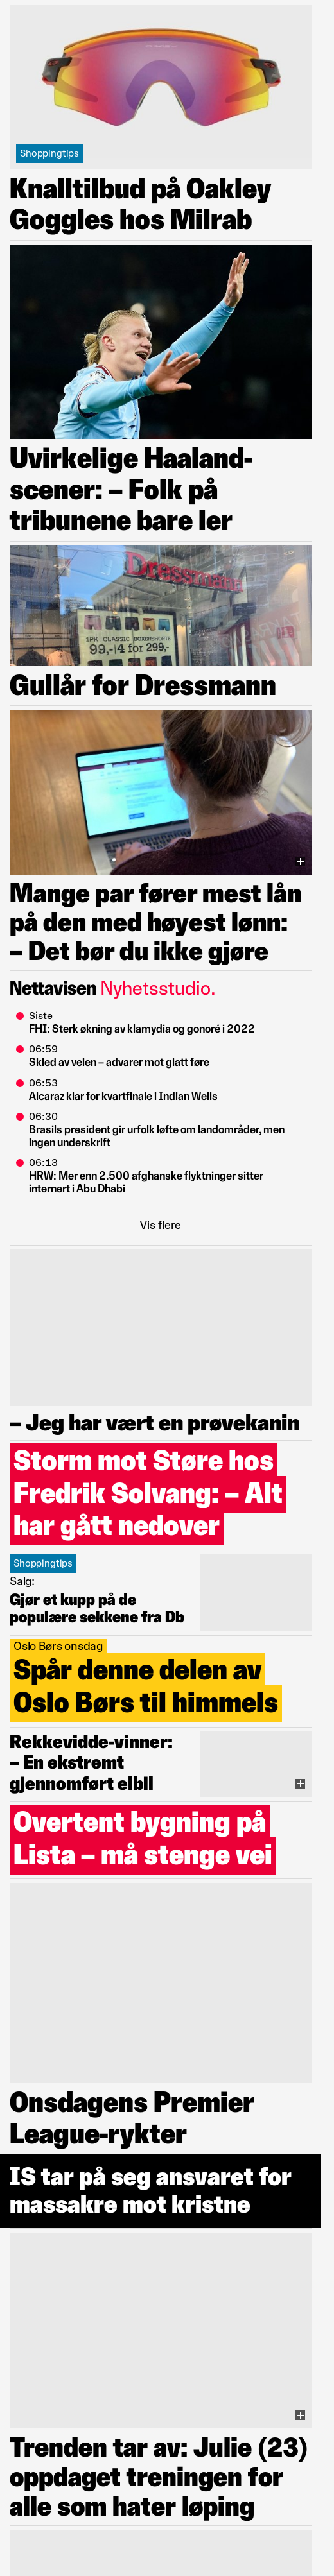 Shoppingtips
Knalltilbud på Oakley
Goggles hos Milrab
Uvirkelige Haaland-
scener: – Folk på
tribunene bare ler
Dressmann
1PK CLASSIC BOXERSHORTS
99,- 4 for 299,-
Gullår for Dressmann
Mange par fører mest lån
på den med høyest lønn:
– Det bør du ikke gjøre
Nettavisen Nyhetsstudio.
Siste
FHI: Sterk økning av klamydia og gonoré i 2022
06:59
Skled av veien – advarer mot glatt føre
06:53
Alcaraz klar for kvartfinale i Indian Wells
06:30
Brasils president gir urfolk løfte om landområder, men
ingen underskrift
06:13
HRW: Mer enn 2.500 afghanske flyktninger sitter
internert i Abu Dhabi
Vis flere
– Jeg har vært en prøvekanin
Storm mot Støre hos
Fredrik Solvang: – Alt
har gått nedover
Shoppingtips
Salg:
Gjør et kupp på de
populære sekkene fra Db
Oslo Børs onsdag
Spår denne delen av
Oslo Børs til himmels
Rekkevidde-vinner:
– En ekstremt
gjennomført elbil
Overtent bygning på
Lista – må stenge vei
Onsdagens Premier
League-rykter
IS tar på seg ansvaret for
massakre mot kristne
Trenden tar av: Julie (23)
oppdaget treningen for
alle som hater løping